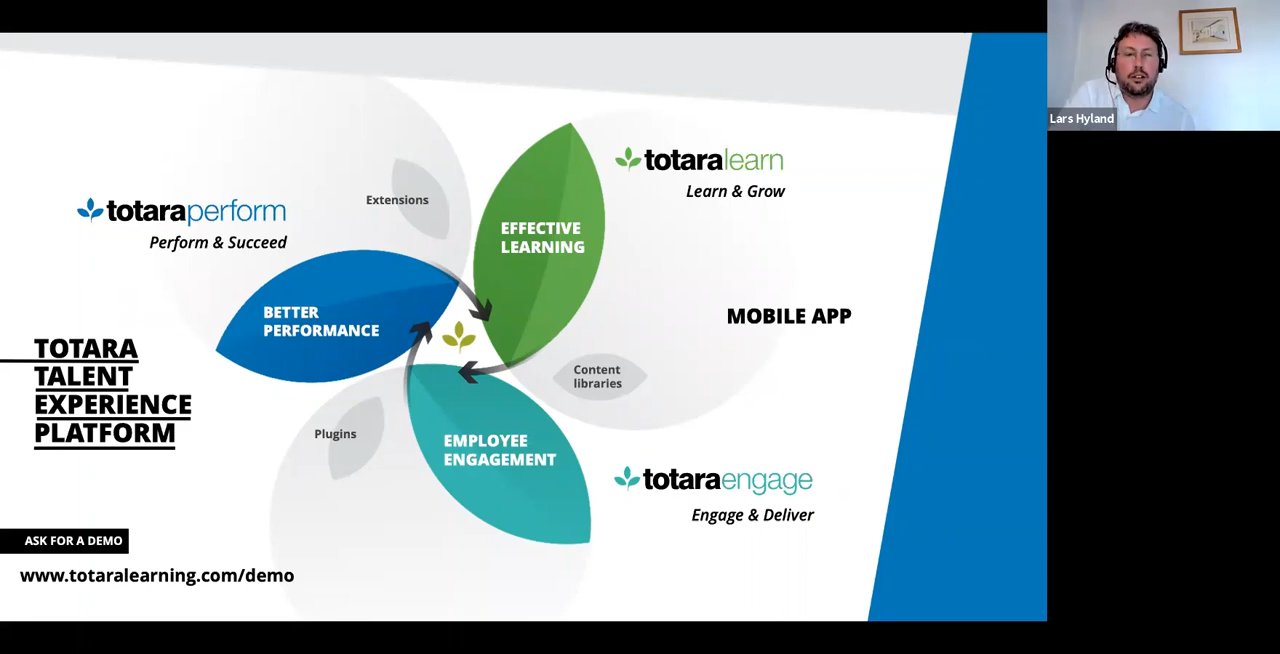 Lars Hyland
totaralearn
Learn & Grow
Extensions
totaraperform
Perform & Succeed
EFFECTIVE
LEARNING
BETTER
PERFORMANCE
MOBILE APP
TOTARA
TALENT
EXPERIENCE
PLATFORM
Content
libraries
Plugins
EMPLOYEE
ENGAGEMENT
totaraengage
Engage & Deliver
ASK FOR A DEMO
www.totaralearning.com/demo